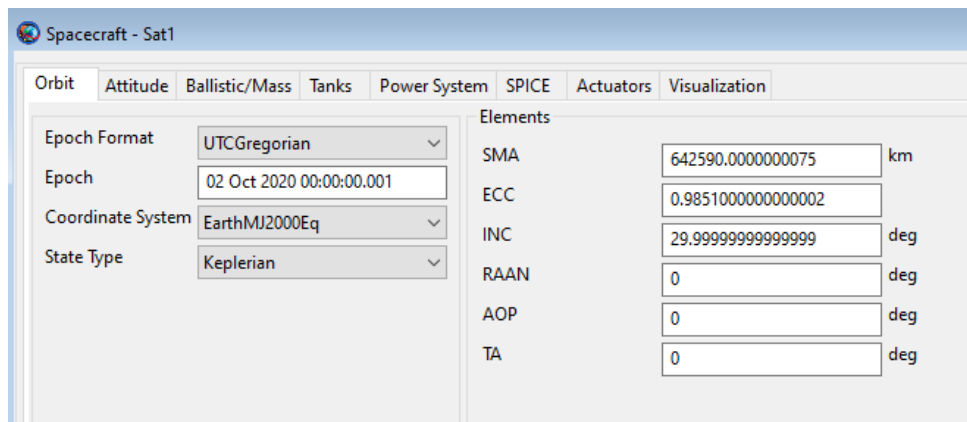 Spacecraft - Sat1
Orbit Attitude Ballistic/Mass Tanks Power System SPICE Actuators Visualization
Epoch Format UTCGregorian
Epoch 02 Oct 2020 00:00:00.001
Coordinate System EarthMJ2000Eq
State Type Keplerian
Elements
SMA 642590.0000000075 km
ECC 0.9851000000000002
INC 29.99999999999999 deg
RAAN 0 deg
AOP 0 deg
TA 0 deg